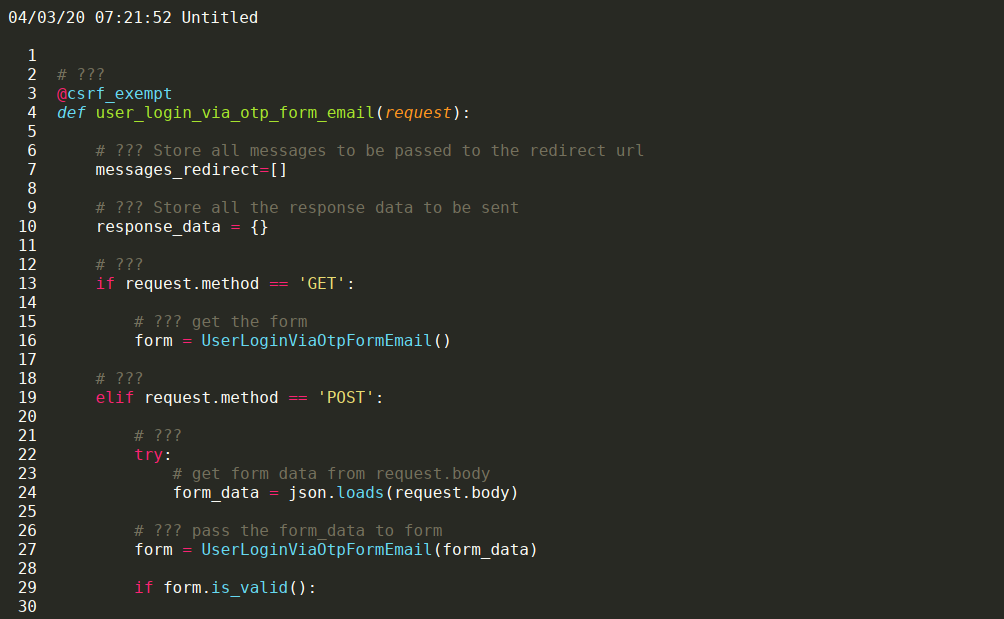 04/03/20 07:21:52 Untitled
1
2 # ???
3 @csrf_exempt
4 def user_login_via_otp_form_email(request):
5
6     # ??? Store all messages to be passed to the redirect url
7     messages_redirect=[]
8
9     # ??? Store all the response data to be sent
10     response_data = {}
11
12     # ???
13     if request.method == 'GET':
14
15         # ??? get the form
16         form = UserLoginViaOtpFormEmail()
17
18     # ???
19     elif request.method == 'POST':
20
21         # ???
22         try:
23             # get form data from request.body
24             form_data = json.loads(request.body)
25
26         # ??? pass the form_data to form
27         form = UserLoginViaOtpFormEmail(form_data)
28
29         if form.is_valid():
30